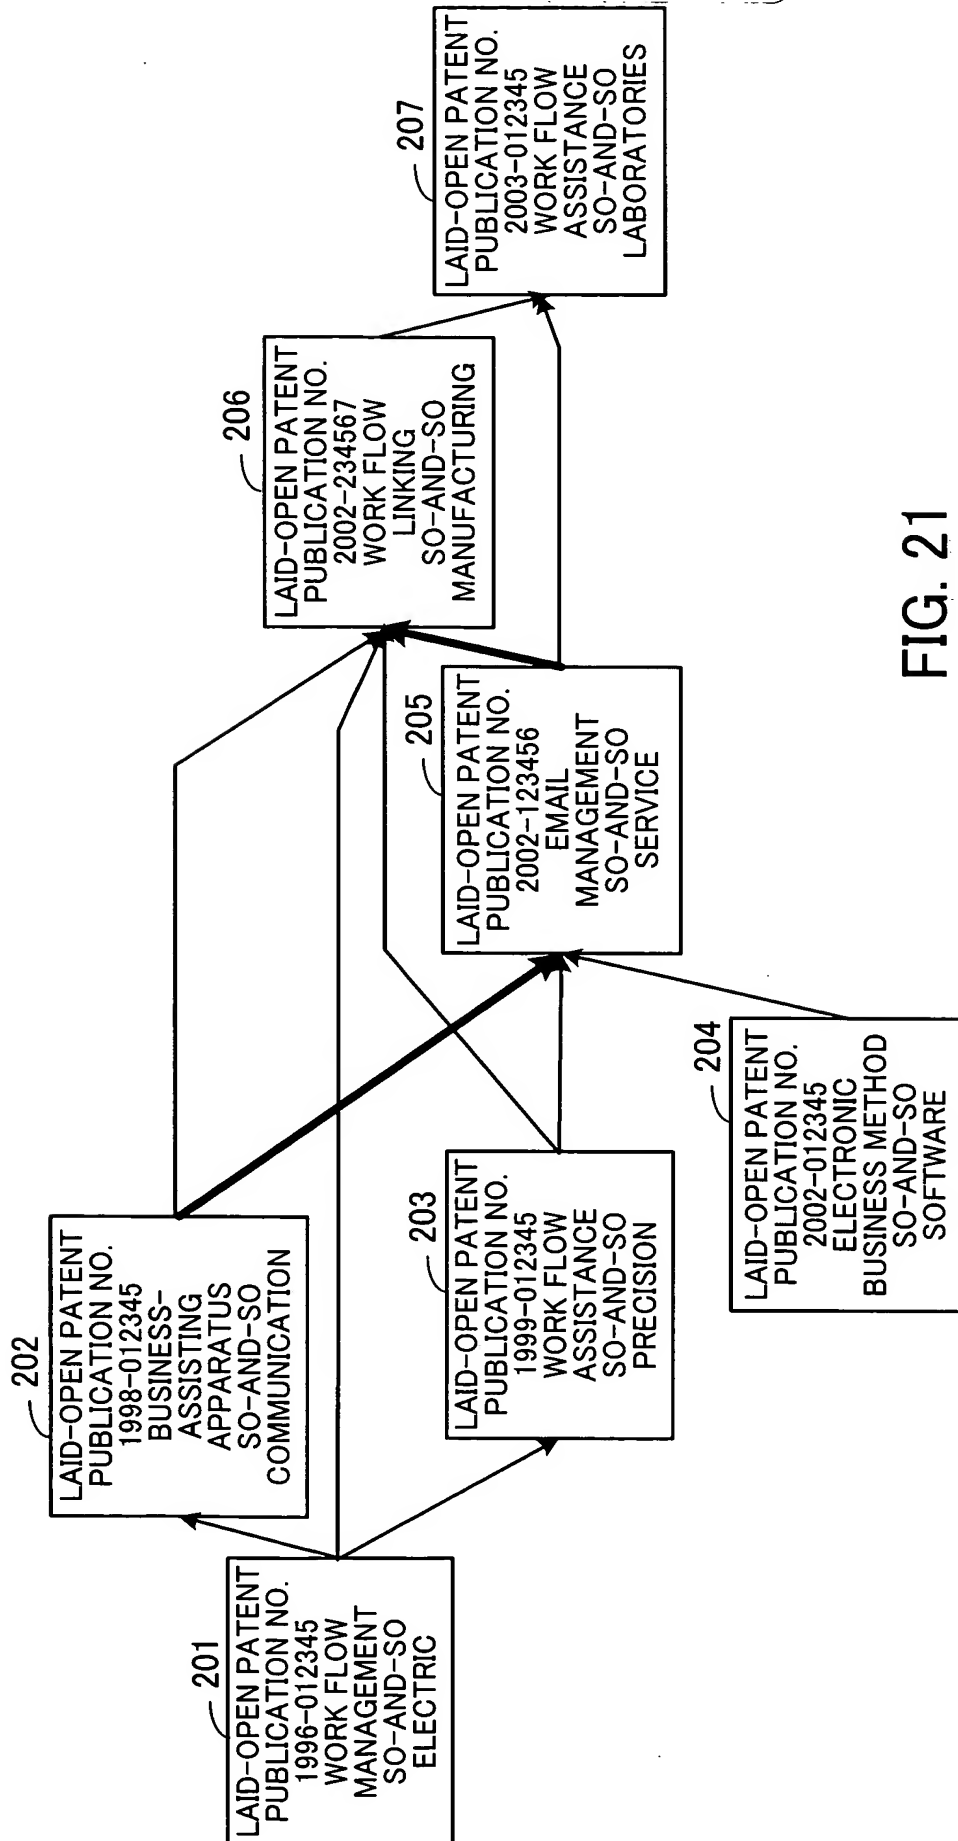 201
LAID-OPEN PATENT
PUBLICATION NO.
1996-012345
WORK FLOW
MANAGEMENT
SO-AND-SO
ELECTRIC
202
LAID-OPEN PATENT
PUBLICATION NO.
1998-012345
BUSINESS-
ASSISTING
APPARATUS
SO-AND-SO
COMMUNICATION
203
LAID-OPEN PATENT
PUBLICATION NO.
1999-012345
WORK FLOW
ASSISTANCE
SO-AND-SO
PRECISION
204
LAID-OPEN PATENT
PUBLICATION NO.
2002-012345
ELECTRONIC
BUSINESS METHOD
SO-AND-SO
SOFTWARE
205
LAID-OPEN PATENT
PUBLICATION NO.
2002-123456
EMAIL
MANAGEMENT
SO-AND-SO
SERVICE
206
LAID-OPEN PATENT
PUBLICATION NO.
2002-234567
WORK FLOW
LINKING
SO-AND-SO
MANUFACTURING
207
LAID-OPEN PATENT
PUBLICATION NO.
2003-012345
WORK FLOW
ASSISTANCE
SO-AND-SO
LABORATORIES
FIG. 21